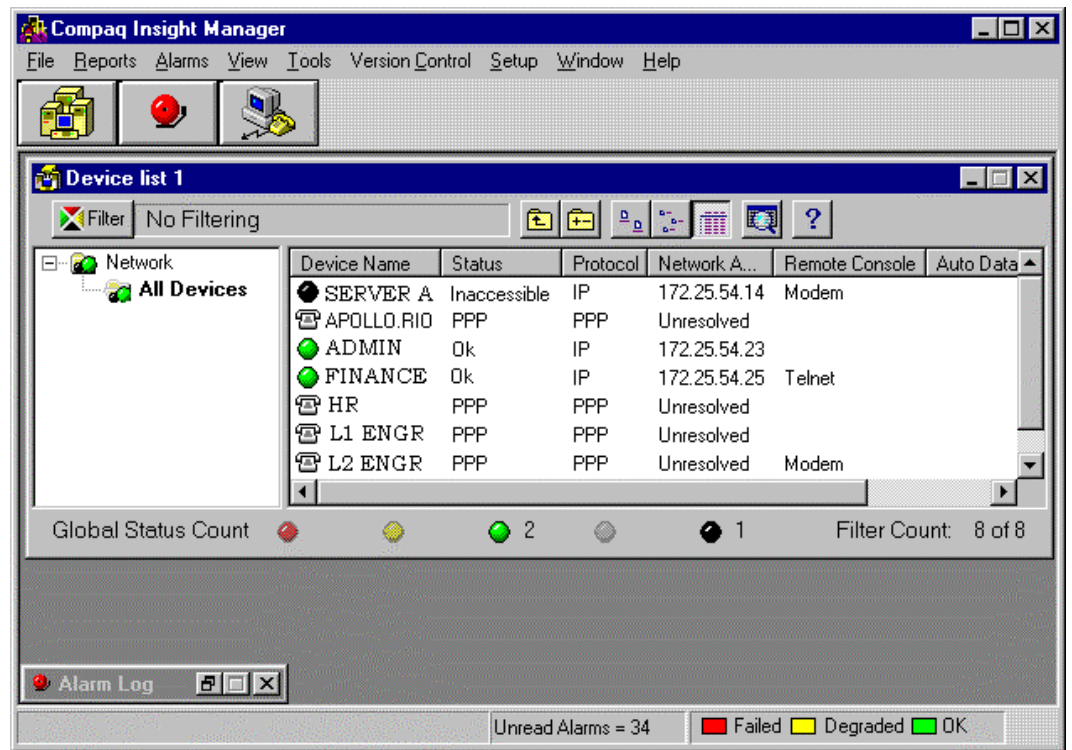 Compaq Insight Manager
File Reports Alarms View Tools Version Control Setup Window Help
Device list 1
Filter No Filtering ?
Network
All Devices
Device Name Status Protocol Network A... Remote Console Auto Data
SERVER A Inaccessible IP 172.25.54.14 Modem
APOLLO.RIO PPP PPP Unresolved
ADMIN Ok IP 172.25.54.23
FINANCE Ok IP 172.25.54.25 Telnet
HR PPP PPP Unresolved
L1 ENGR PPP PPP Unresolved
L2 ENGR PPP PPP Unresolved Modem
Global Status Count 2 1 Filter Count: 8 of 8
Alarm Log
Unread Alarms = 34 Failed Degraded OK